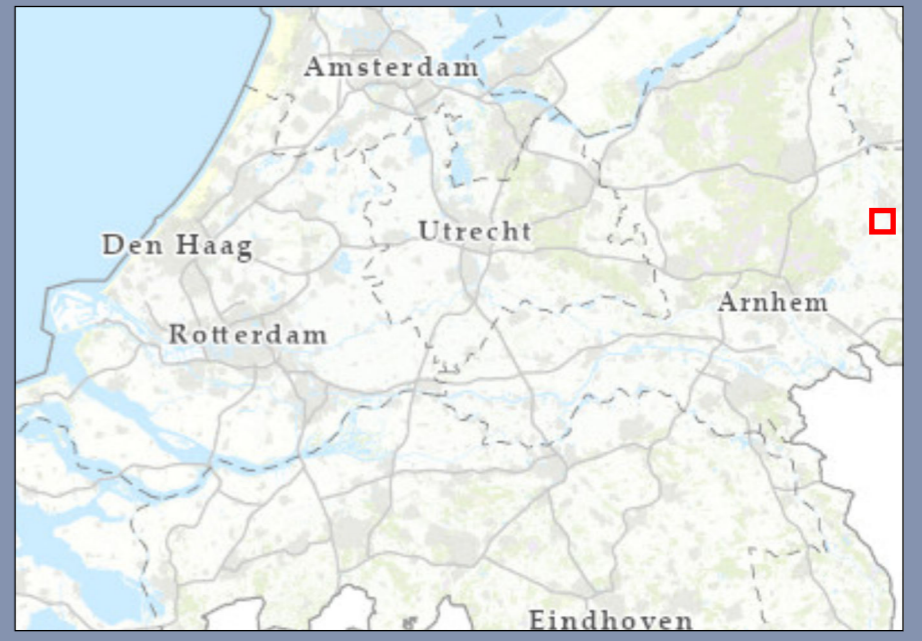 Amsterdam
Utrecht
Den Haag
Arnhem
Rotterdam
Eindhoven